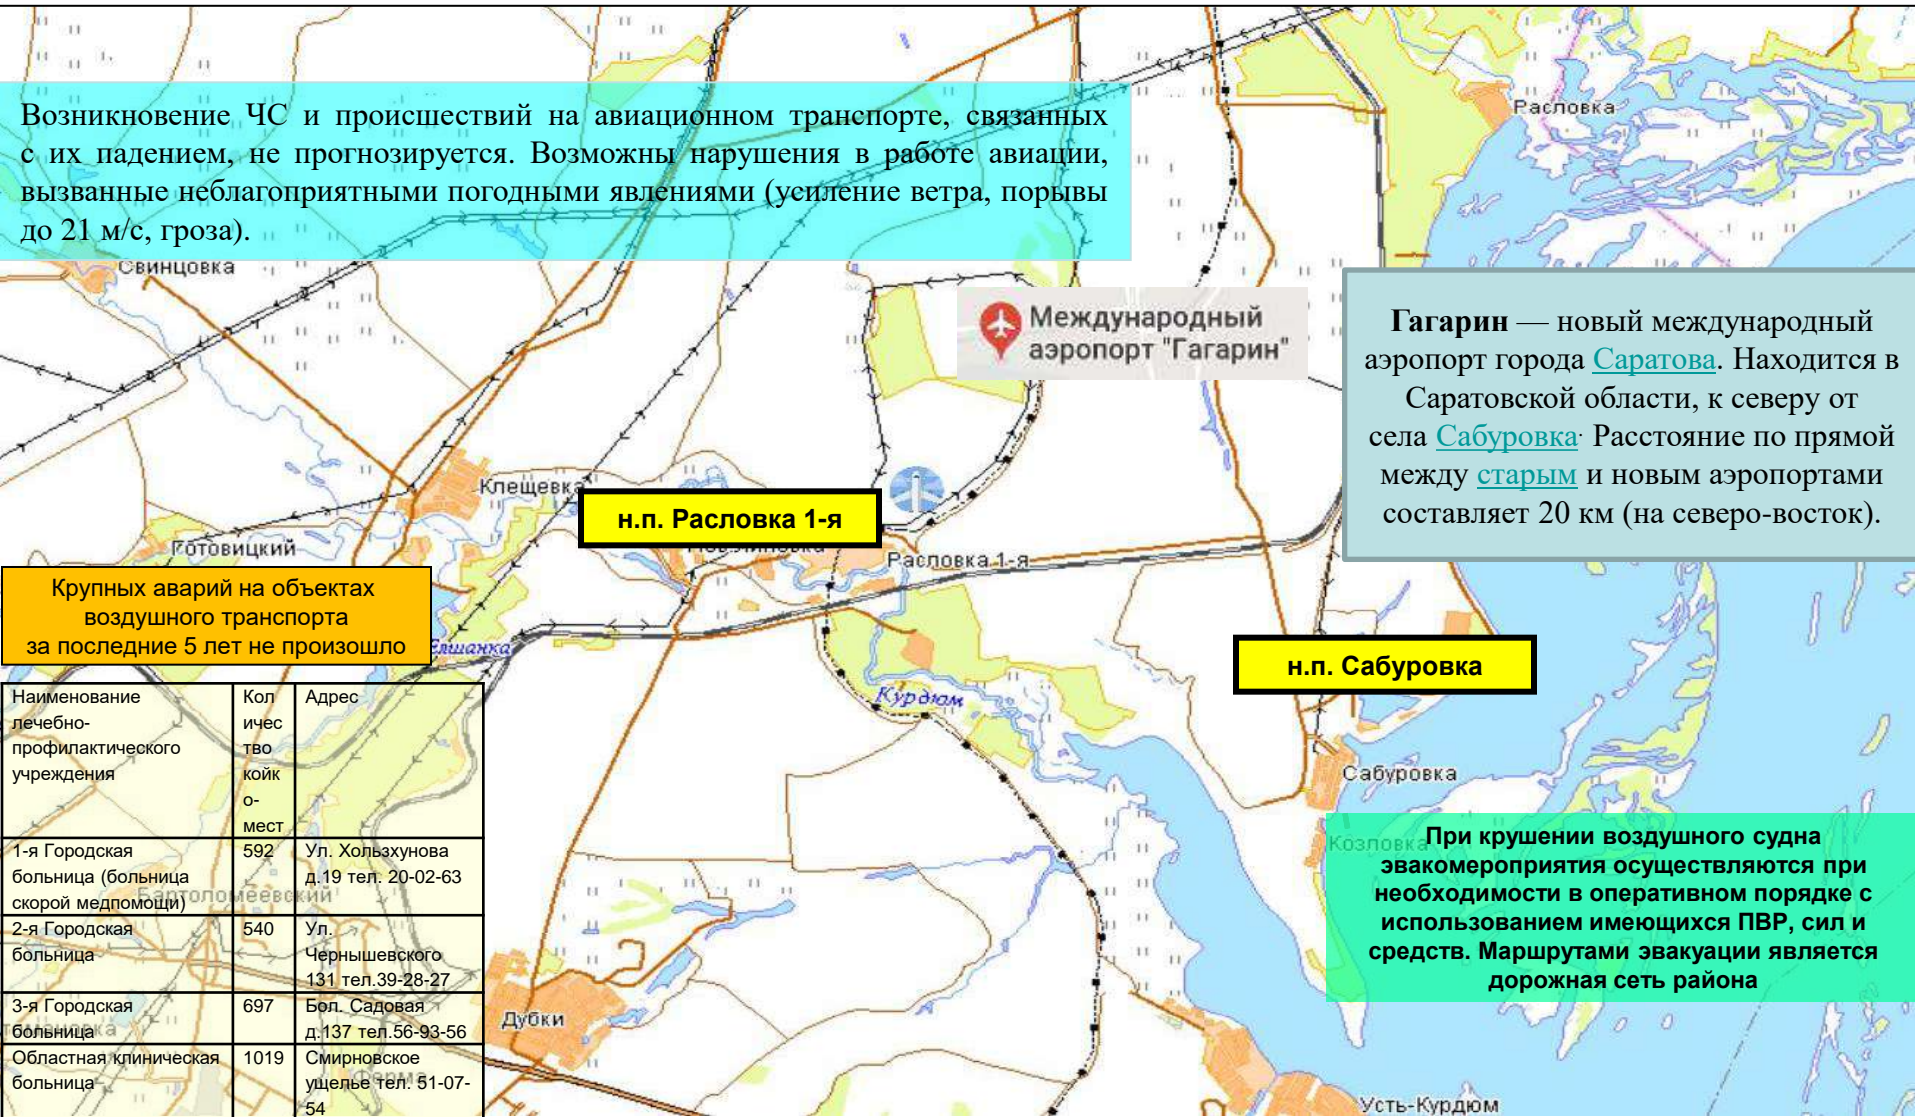 Расловка
Возникновение ЧС и происшествий на авиационном транспорте, связанных
с их падением, не прогнозируется. Возможны нарушения в работе авиации,
вызванные неблагоприятными погодными явлениями (усиление ветра, порывы
до 21 м/с, гроза).
Свинцовка
Международный
аэропорт "Гагарин"
Гагарин — новый международный
аэропорт города Саратова. Находится в
Саратовской области, к северу от
села Сабуровка. Расстояние по прямой
между старым и новым аэропортами
составляет 20 км (на северо-восток).
Клещевка
н.п. Расловка 1-я
Готовицкий
Расловка 1-я
Крупных аварий на объектах
воздушного транспорта
за последние 5 лет не произошло
Елшанка
н.п. Сабуровка
Курдюм
Сабуровка
Козловка
При крушении воздушного судна
эвакомероприятия осуществляются при
необходимости в оперативном порядке с
использованием имеющихся ПВР, сил и
средств. Маршрутами эвакуации является
дорожная сеть района
Наименование
лечебно-
профилактического
учреждения
Кол
ичес
тво
койк
о-
мест
Адрес
1-я Городская
больница (больница
скорой медпомощи)
592
Ул. Хользхунова
д.19 тел. 20-02-63
Бартоломеевский
2-я Городская
больница
540
Ул.
Чернышевского
131 тел.39-28-27
3-я Городская
больница
697
Бол. Садовая
д.137 тел.56-93-56
Областная клиническая
больница
1019
Смирновское
ущелье тел. 51-07-
54
Ферма
Дубки
Усть-Курдюм